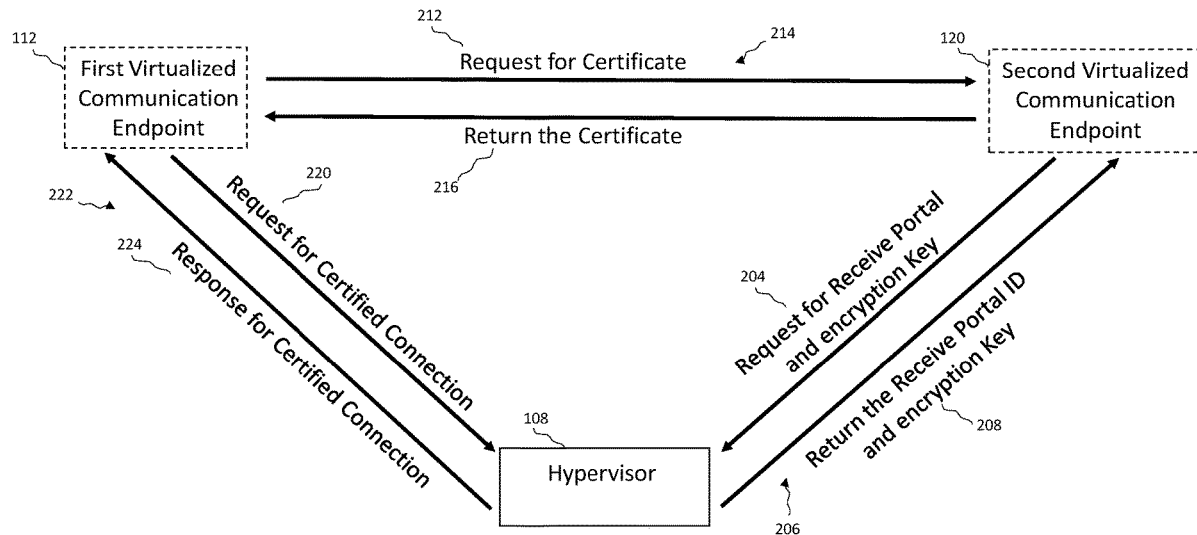 212
Request for Certificate
214
112
First Virtualized
Communication
Endpoint
120
Second Virtualized
Communication
Endpoint
Return the Certificate
216
220
Request for Certified Connection
222
224
Response for Certified Connection
204
Request for Receive Portal
and encryption Key
Return the Receive Portal ID
and encryption Key
208
206
108
Hypervisor